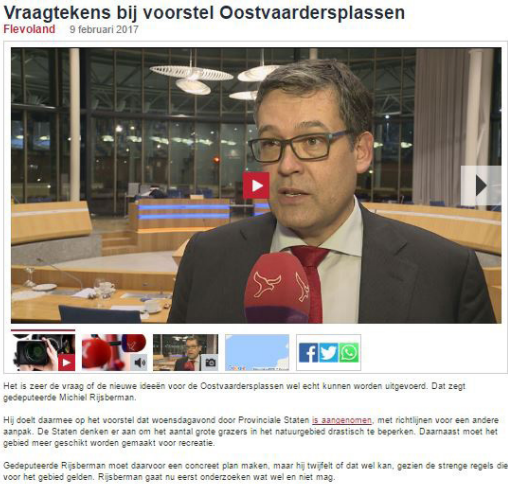 Vraagtekens bij voorstel Oostvaardersplassen
Flevoland 9 februari 2017
Het is zeer de vraag of de nieuwe ideeën voor de Oostvaardersplassen wel echt kunnen worden uitgevoerd. Dat zegt
gedeputeerde Michiel Rijsberman.
Hij doelt daarmee op het voorstel dat woensdagavond door Provinciale Staten is aangenomen, met richtlijnen voor een andere
aanpak. De Staten denken er aan om het aantal grote grazers in het natuurgebied drastisch te beperken. Daarnaast moet het
gebied meer geschikt worden gemaakt voor recreatie.
Gedeputeerde Rijsberman moet daarvoor een concreet plan maken, maar hij twijfelt of dat wel kan, gezien de strenge regels die
voor het gebied gelden. Rijsberman gaat nu eerst onderzoeken wat wel en niet mag.